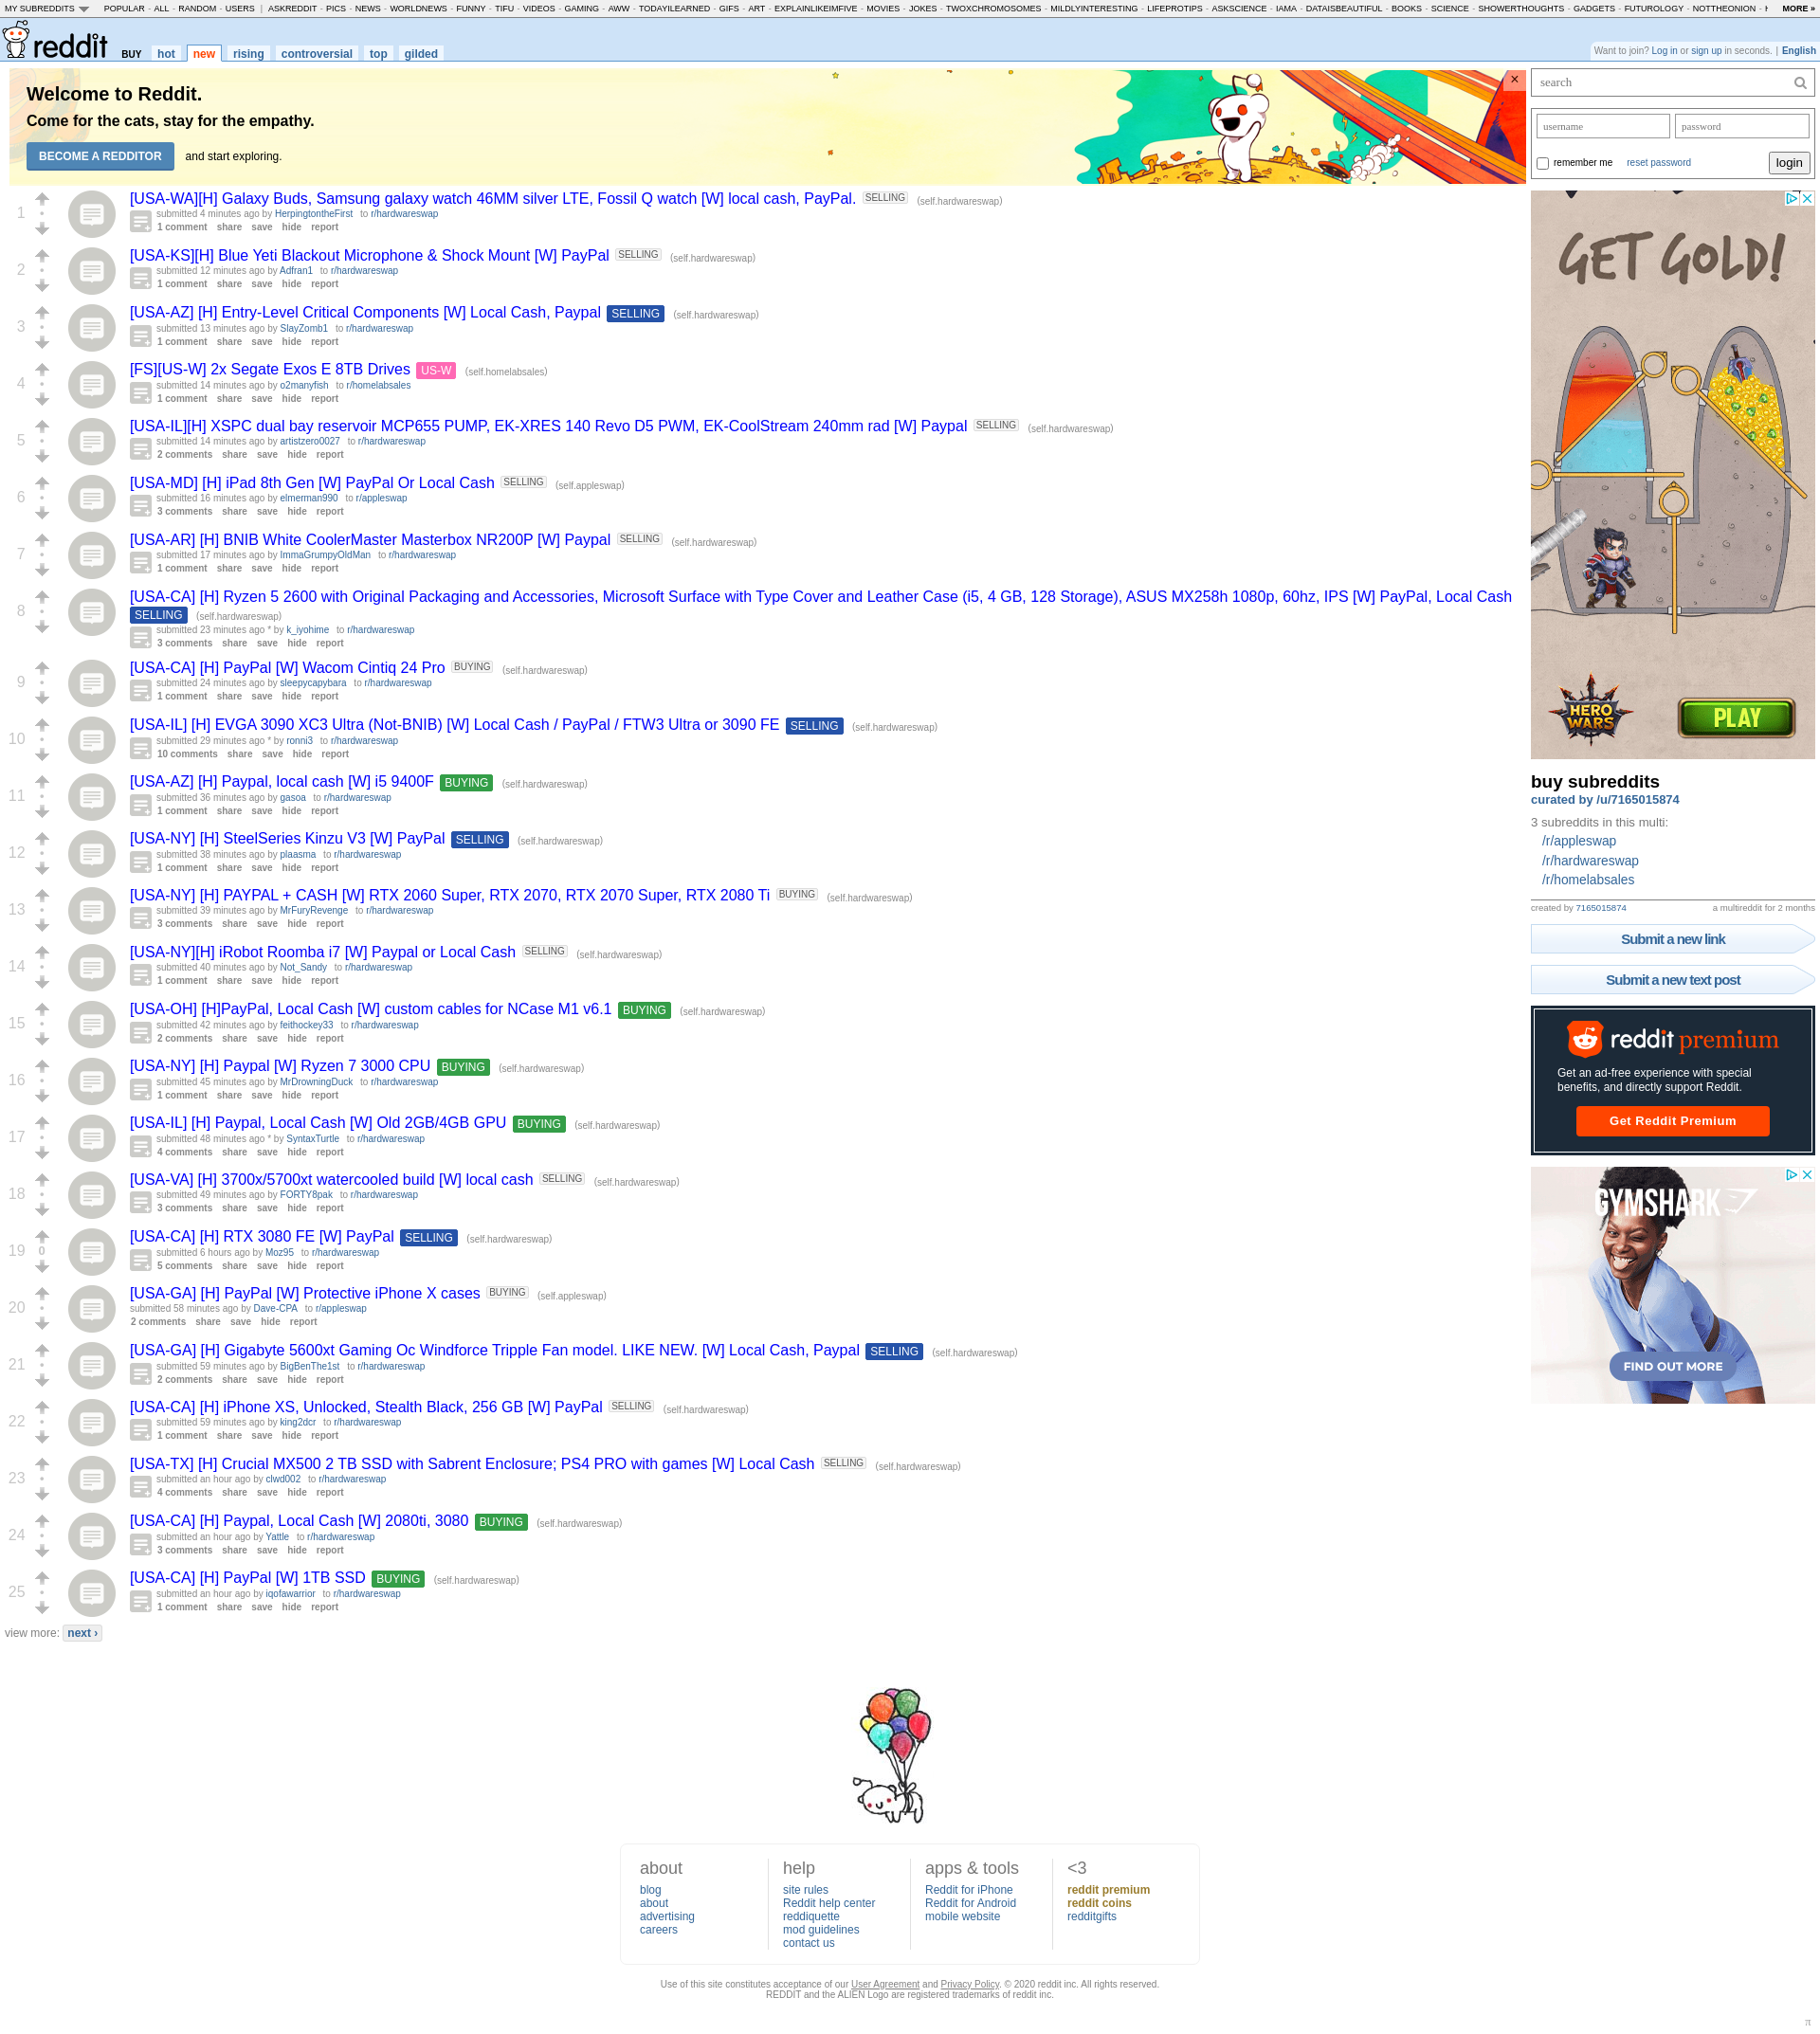 MY SUBREDDITS POPULAR - ALL - RANDOM - USERS | ASKREDDIT - PICS - NEWS - WORLDNEWS - FUNNY - TIFU - VIDEOS - GAMING - AWW - TODAYILEARNED - GIFS - ART - EXPLAINLIKEIMFIVE - MOVIES - JOKES - TWOXCHROMOSOMES - MILDLYINTERESTING - LIFEPROTIPS - ASKSCIENCE - IAMA - DATAISBEAUTIFUL - BOOKS - SCIENCE - SHOWERTHOUGHTS - GADGETS - FUTUROLOGY - NOTTHEONION - MORE »
reddit BUY hot new rising controversial top gilded
Want to join? Log in or sign up in seconds. | English
Welcome to Reddit.
Come for the cats, stay for the empathy.
BECOME A REDDITOR and start exploring.
1 [USA-WA][H] Galaxy Buds, Samsung galaxy watch 46MM silver LTE, Fossil Q watch [W] local cash, PayPal. SELLING (self.hardwareswap)
submitted 4 minutes ago by HerpingtontheFirst to r/hardwareswap
1 comment share save hide report
2 [USA-KS][H] Blue Yeti Blackout Microphone & Shock Mount [W] PayPal SELLING (self.hardwareswap)
submitted 12 minutes ago by Adfran1 to r/hardwareswap
1 comment share save hide report
3 [USA-AZ] [H] Entry-Level Critical Components [W] Local Cash, Paypal SELLING (self.hardwareswap)
submitted 13 minutes ago by SlayZomb1 to r/hardwareswap
1 comment share save hide report
4 [FS][US-W] 2x Segate Exos E 8TB Drives US-W (self.homelabsales)
submitted 14 minutes ago by o2manyfish to r/homelabsales
1 comment share save hide report
5 [USA-IL][H] XSPC dual bay reservoir MCP655 PUMP, EK-XRES 140 Revo D5 PWM, EK-CoolStream 240mm rad [W] Paypal SELLING (self.hardwareswap)
submitted 14 minutes ago by artistzero0027 to r/hardwareswap
2 comments share save hide report
6 [USA-MD] [H] iPad 8th Gen [W] PayPal Or Local Cash SELLING (self.appleswap)
submitted 16 minutes ago by elmerman990 to r/appleswap
3 comments share save hide report
7 [USA-AR] [H] BNIB White CoolerMaster Masterbox NR200P [W] Paypal SELLING (self.hardwareswap)
submitted 17 minutes ago by ImmaGrumpyOldMan to r/hardwareswap
1 comment share save hide report
8 [USA-CA] [H] Ryzen 5 2600 with Original Packaging and Accessories, Microsoft Surface with Type Cover and Leather Case (i5, 4 GB, 128 Storage), ASUS MX258h 1080p, 60hz, IPS [W] PayPal, Local Cash
SELLING (self.hardwareswap)
submitted 23 minutes ago * by k_iyohime to r/hardwareswap
3 comments share save hide report
9 [USA-CA] [H] PayPal [W] Wacom Cintiq 24 Pro BUYING (self.hardwareswap)
submitted 24 minutes ago by sleepycapybara to r/hardwareswap
1 comment share save hide report
10 [USA-IL] [H] EVGA 3090 XC3 Ultra (Not-BNIB) [W] Local Cash / PayPal / FTW3 Ultra or 3090 FE SELLING (self.hardwareswap)
submitted 29 minutes ago * by ronni3 to r/hardwareswap
10 comments share save hide report
11 [USA-AZ] [H] Paypal, local cash [W] i5 9400F BUYING (self.hardwareswap)
submitted 36 minutes ago by gasoa to r/hardwareswap
1 comment share save hide report
12 [USA-NY] [H] SteelSeries Kinzu V3 [W] PayPal SELLING (self.hardwareswap)
submitted 38 minutes ago by plaasma to r/hardwareswap
1 comment share save hide report
13 [USA-NY] [H] PAYPAL + CASH [W] RTX 2060 Super, RTX 2070, RTX 2070 Super, RTX 2080 Ti BUYING (self.hardwareswap)
submitted 39 minutes ago by MrFuryRevenge to r/hardwareswap
3 comments share save hide report
14 [USA-NY][H] iRobot Roomba i7 [W] Paypal or Local Cash SELLING (self.hardwareswap)
submitted 40 minutes ago by Not_Sandy to r/hardwareswap
1 comment share save hide report
15 [USA-OH] [H]PayPal, Local Cash [W] custom cables for NCase M1 v6.1 BUYING (self.hardwareswap)
submitted 42 minutes ago by feithockey33 to r/hardwareswap
2 comments share save hide report
16 [USA-NY] [H] Paypal [W] Ryzen 7 3000 CPU BUYING (self.hardwareswap)
submitted 45 minutes ago by MrDrowningDuck to r/hardwareswap
1 comment share save hide report
17 [USA-IL] [H] Paypal, Local Cash [W] Old 2GB/4GB GPU BUYING (self.hardwareswap)
submitted 48 minutes ago * by SyntaxTurtle to r/hardwareswap
4 comments share save hide report
18 [USA-VA] [H] 3700x/5700xt watercooled build [W] local cash SELLING (self.hardwareswap)
submitted 49 minutes ago by FORTY8pak to r/hardwareswap
3 comments share save hide report
19 0 [USA-CA] [H] RTX 3080 FE [W] PayPal SELLING (self.hardwareswap)
submitted 6 hours ago by Moz95 to r/hardwareswap
5 comments share save hide report
20 [USA-GA] [H] PayPal [W] Protective iPhone X cases BUYING (self.appleswap)
submitted 58 minutes ago by Dave-CPA to r/appleswap
2 comments share save hide report
21 [USA-GA] [H] Gigabyte 5600xt Gaming Oc Windforce Tripple Fan model. LIKE NEW. [W] Local Cash, Paypal SELLING (self.hardwareswap)
submitted 59 minutes ago by BigBenThe1st to r/hardwareswap
2 comments share save hide report
22 [USA-CA] [H] iPhone XS, Unlocked, Stealth Black, 256 GB [W] PayPal SELLING (self.hardwareswap)
submitted 59 minutes ago by king2dcr to r/hardwareswap
1 comment share save hide report
23 [USA-TX] [H] Crucial MX500 2 TB SSD with Sabrent Enclosure; PS4 PRO with games [W] Local Cash SELLING (self.hardwareswap)
submitted an hour ago by clwd002 to r/hardwareswap
4 comments share save hide report
24 [USA-CA] [H] Paypal, Local Cash [W] 2080ti, 3080 BUYING (self.hardwareswap)
submitted an hour ago by Yattle to r/hardwareswap
3 comments share save hide report
25 [USA-CA] [H] PayPal [W] 1TB SSD BUYING (self.hardwareswap)
submitted an hour ago by iqofawarrior to r/hardwareswap
1 comment share save hide report
view more: next ›
search
username password
remember me reset password login
GET GOLD!
HERO WARS PLAY
buy subreddits
curated by /u/7165015874
3 subreddits in this multi:
/r/appleswap
/r/hardwareswap
/r/homelabsales
created by 7165015874 a multireddit for 2 months
Submit a new link
Submit a new text post
reddit premium
Get an ad-free experience with special
benefits, and directly support Reddit.
Get Reddit Premium
GYMSHARK
FIND OUT MORE
about
blog
about
advertising
careers
help
site rules
Reddit help center
reddiquette
mod guidelines
contact us
apps & tools
Reddit for iPhone
Reddit for Android
mobile website
<3
reddit premium
reddit coins
redditgifts
Use of this site constitutes acceptance of our User Agreement and Privacy Policy. © 2020 reddit inc. All rights reserved.
REDDIT and the ALIEN Logo are registered trademarks of reddit inc.
π